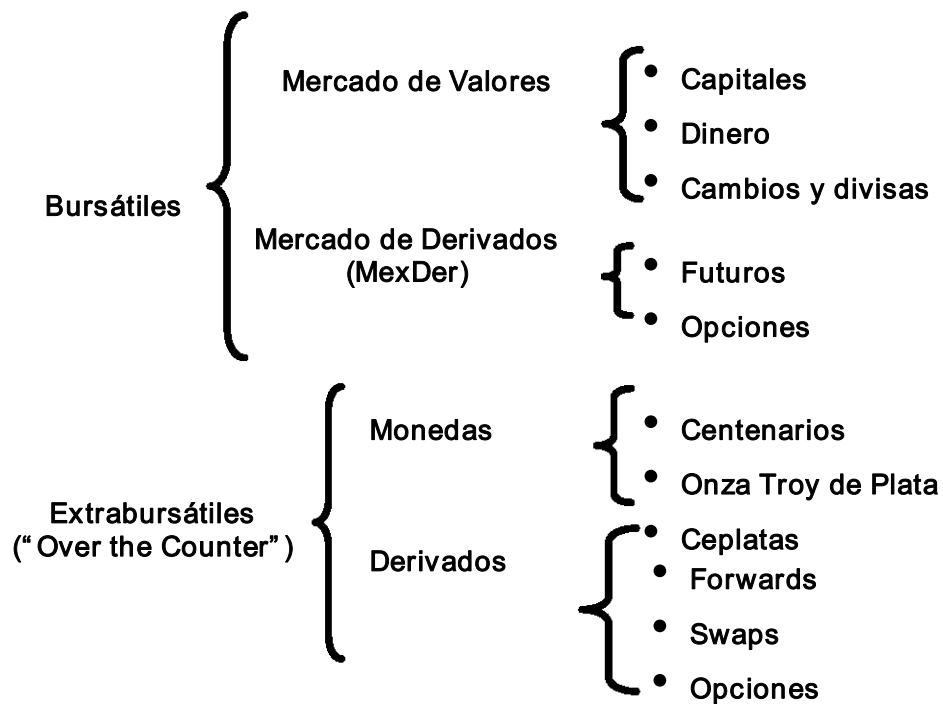 Bursátiles
Mercado de Valores
• Capitales
• Dinero
• Cambios y divisas
Mercado de Derivados
(MexDer)
• Futuros
• Opciones
Extrabursátiles
(“Over the Counter”)
Monedas
• Centenarios
• Onza Troy de Plata
• Ceplatas
Derivados
• Forwards
• Swaps
• Opciones